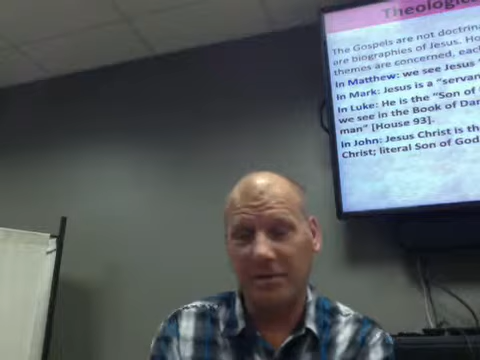 Theologic
The Gospels are not doctrina
are biographies of Jesus. Ho
themes are concerned, each
In Matthew: we see Jesus
In Mark: Jesus is a "servan
In Luke: He is the "Son of
we see in the Book of Dan
man" [House 93].
In John: Jesus Christ is th
Christ; literal Son of God